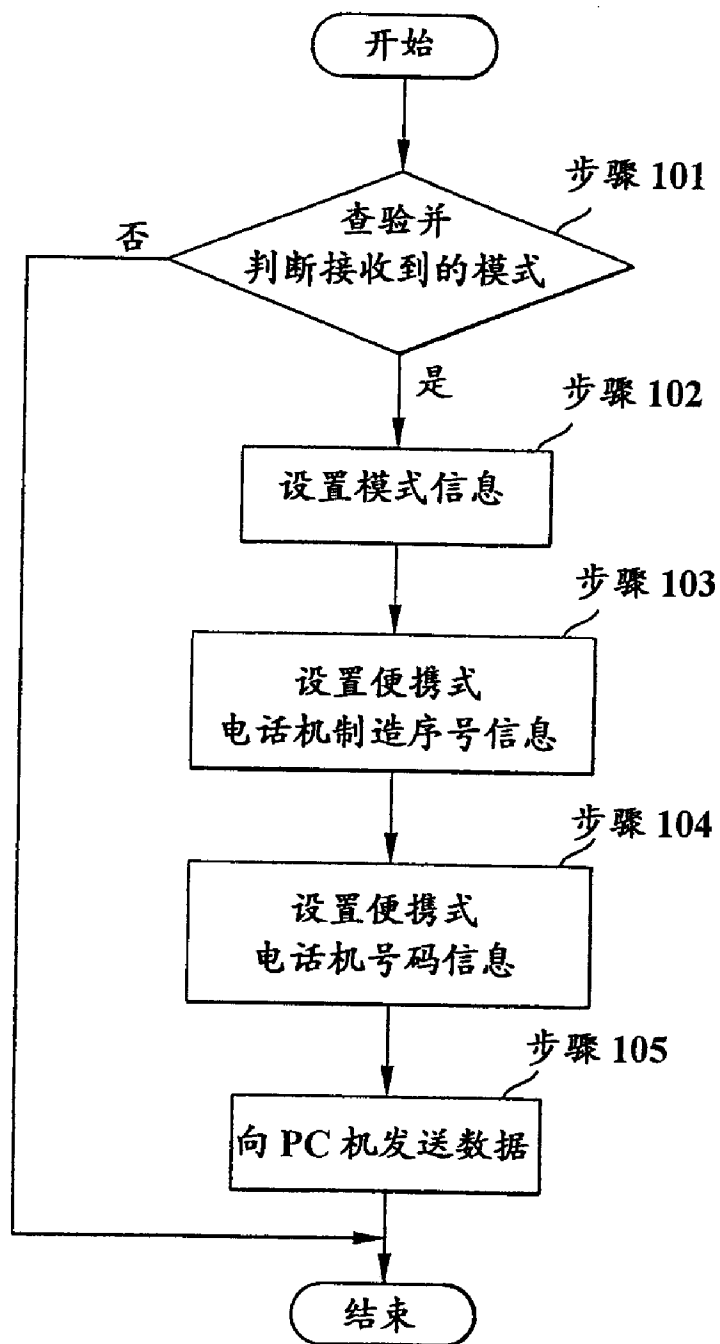 开始
步骤 101
查验并
判断接收到的模式
否
是
步骤 102
设置模式信息
步骤 103
设置便携式
电话机制造序号信息
步骤 104
设置便携式
电话机号码信息
步骤 105
向 PC 机发送数据
结束